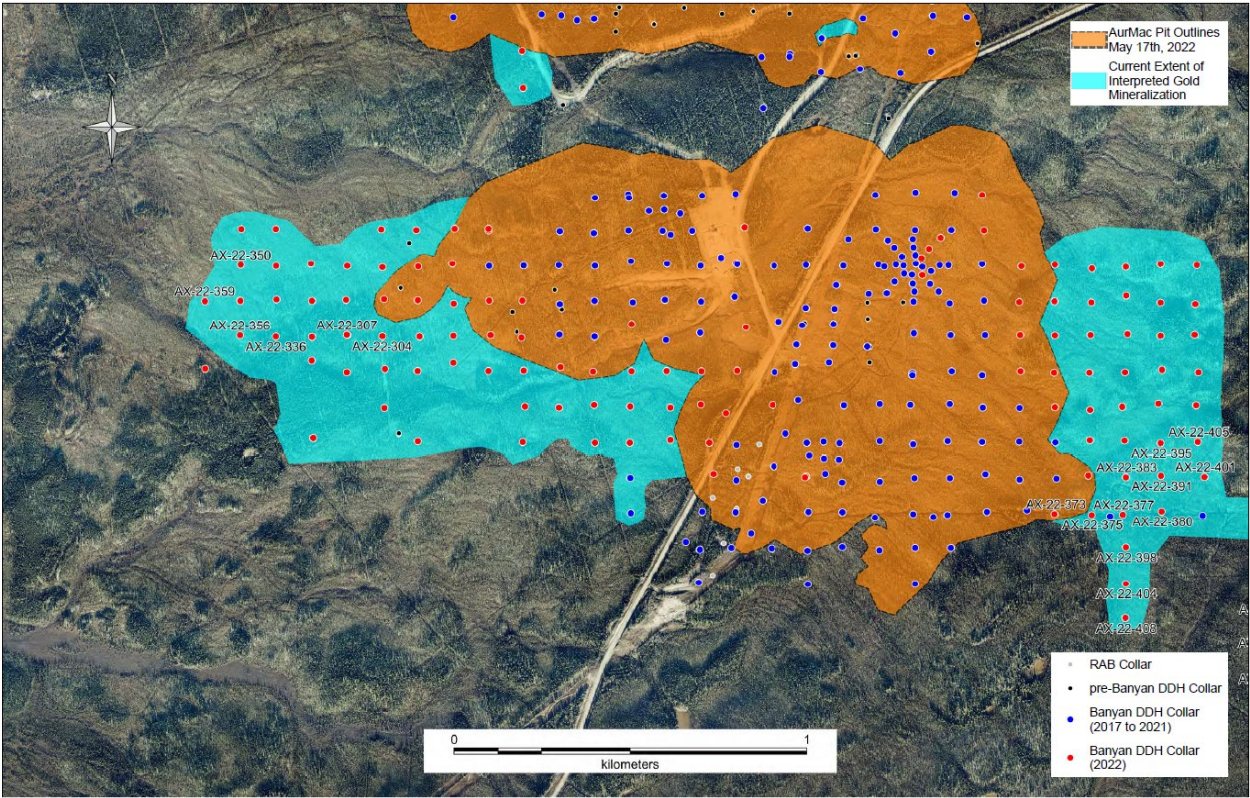 AurMac Pit Outlines
May 17th, 2022
Current Extent of
Interpreted Gold
Mineralization
N
AX-22-350
AX-22-359
AX-22-356
AX-22-307
AX-22-336
AX-22-304
AX-22-405
AX-22-395
AX-22-383
AX-22-401
AX-22-391
AX-22-373
AX-22-377
AX-22-375
AX-22-380
AX-22-398
AX-22-404
AX-22-408
A
A
A
RAB Collar
pre-Banyan DDH Collar
Banyan DDH Collar
(2017 to 2021)
Banyan DDH Collar
(2022)
0 1
kilometers